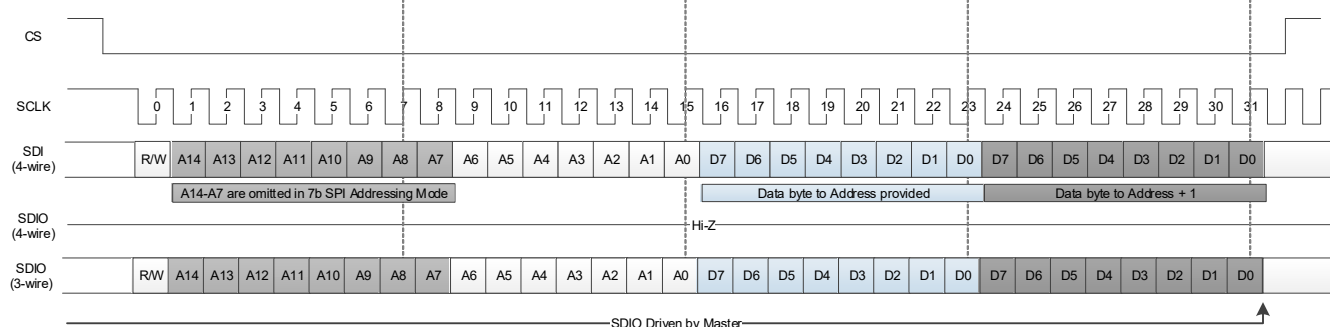 CS
SCLK 0 1 2 3 4 5 6 7 8 9 10 11 12 13 14 15 16 17 18 19 20 21 22 23 24 25 26 27 28 29 30 31
SDI
(4-wire)
R/W A14 A13 A12 A11 A10 A9 A8 A7 A6 A5 A4 A3 A2 A1 A0 D7 D6 D5 D4 D3 D2 D1 D0 D7 D6 D5 D4 D3 D2 D1 D0
A14-A7 are omitted in 7b SPI Addressing Mode Data byte to Address provided Data byte to Address + 1
SDIO
(4-wire)
Hi-Z
SDIO
(3-wire)
R/W A14 A13 A12 A11 A10 A9 A8 A7 A6 A5 A4 A3 A2 A1 A0 D7 D6 D5 D4 D3 D2 D1 D0 D7 D6 D5 D4 D3 D2 D1 D0
SDIO Driven by Master